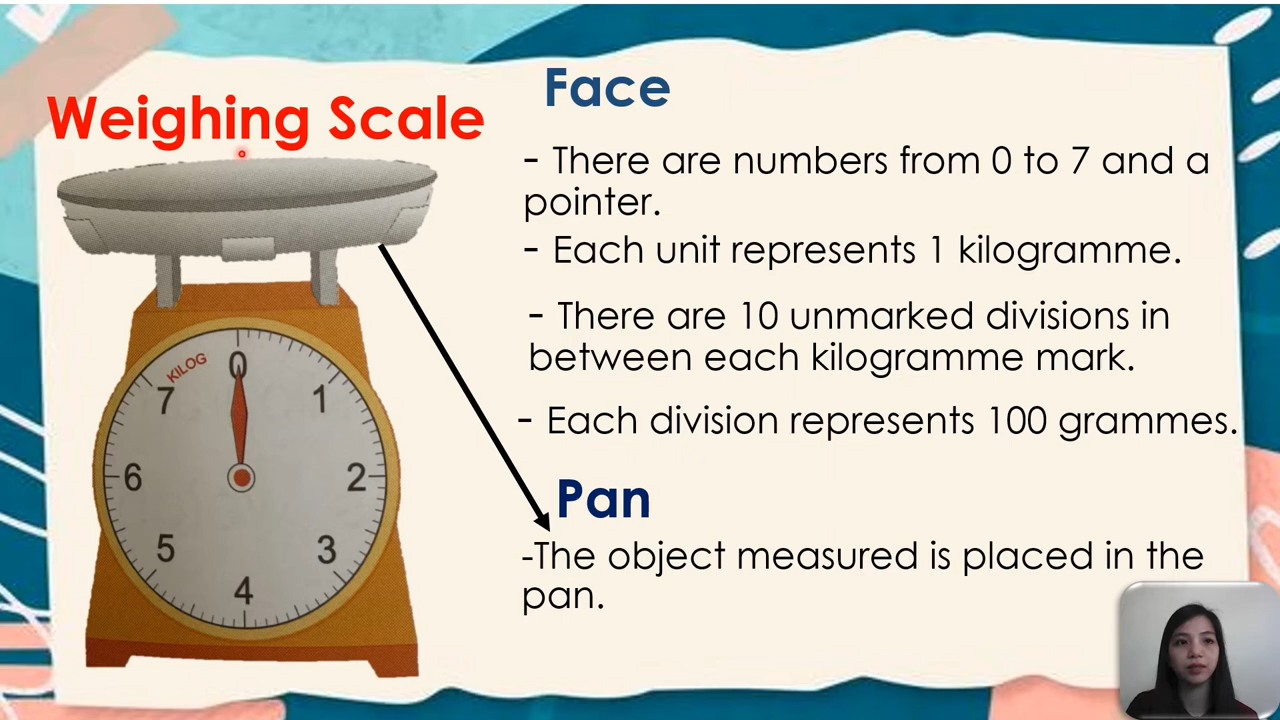 Weighing Scale
KILOG
0
1
2
3
4
5
6
7
Face
- There are numbers from 0 to 7 and a
pointer.
- Each unit represents 1 kilogramme.
- There are 10 unmarked divisions in
between each kilogramme mark.
- Each division represents 100 grammes.
Pan
-The object measured is placed in the
pan.